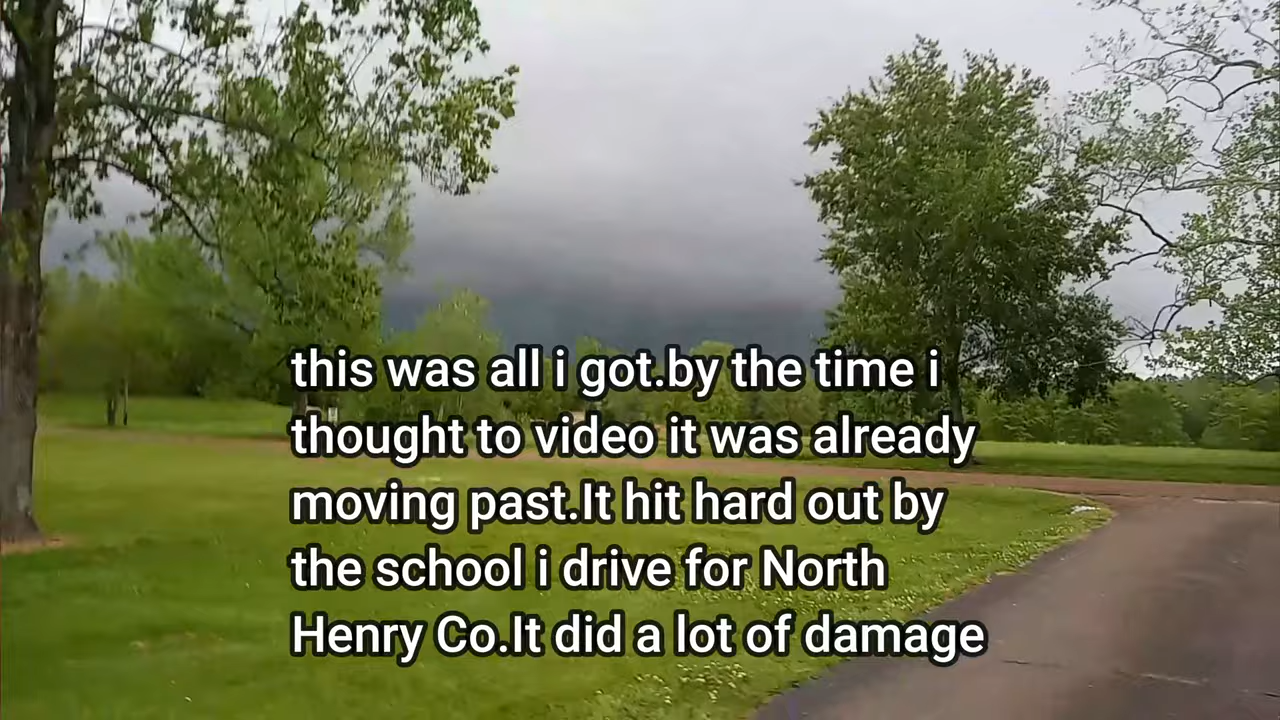 this was all i got.by the time i
thought to video it was already
moving past.It hit hard out by
the school i drive for North
Henry Co.It did a lot of damage